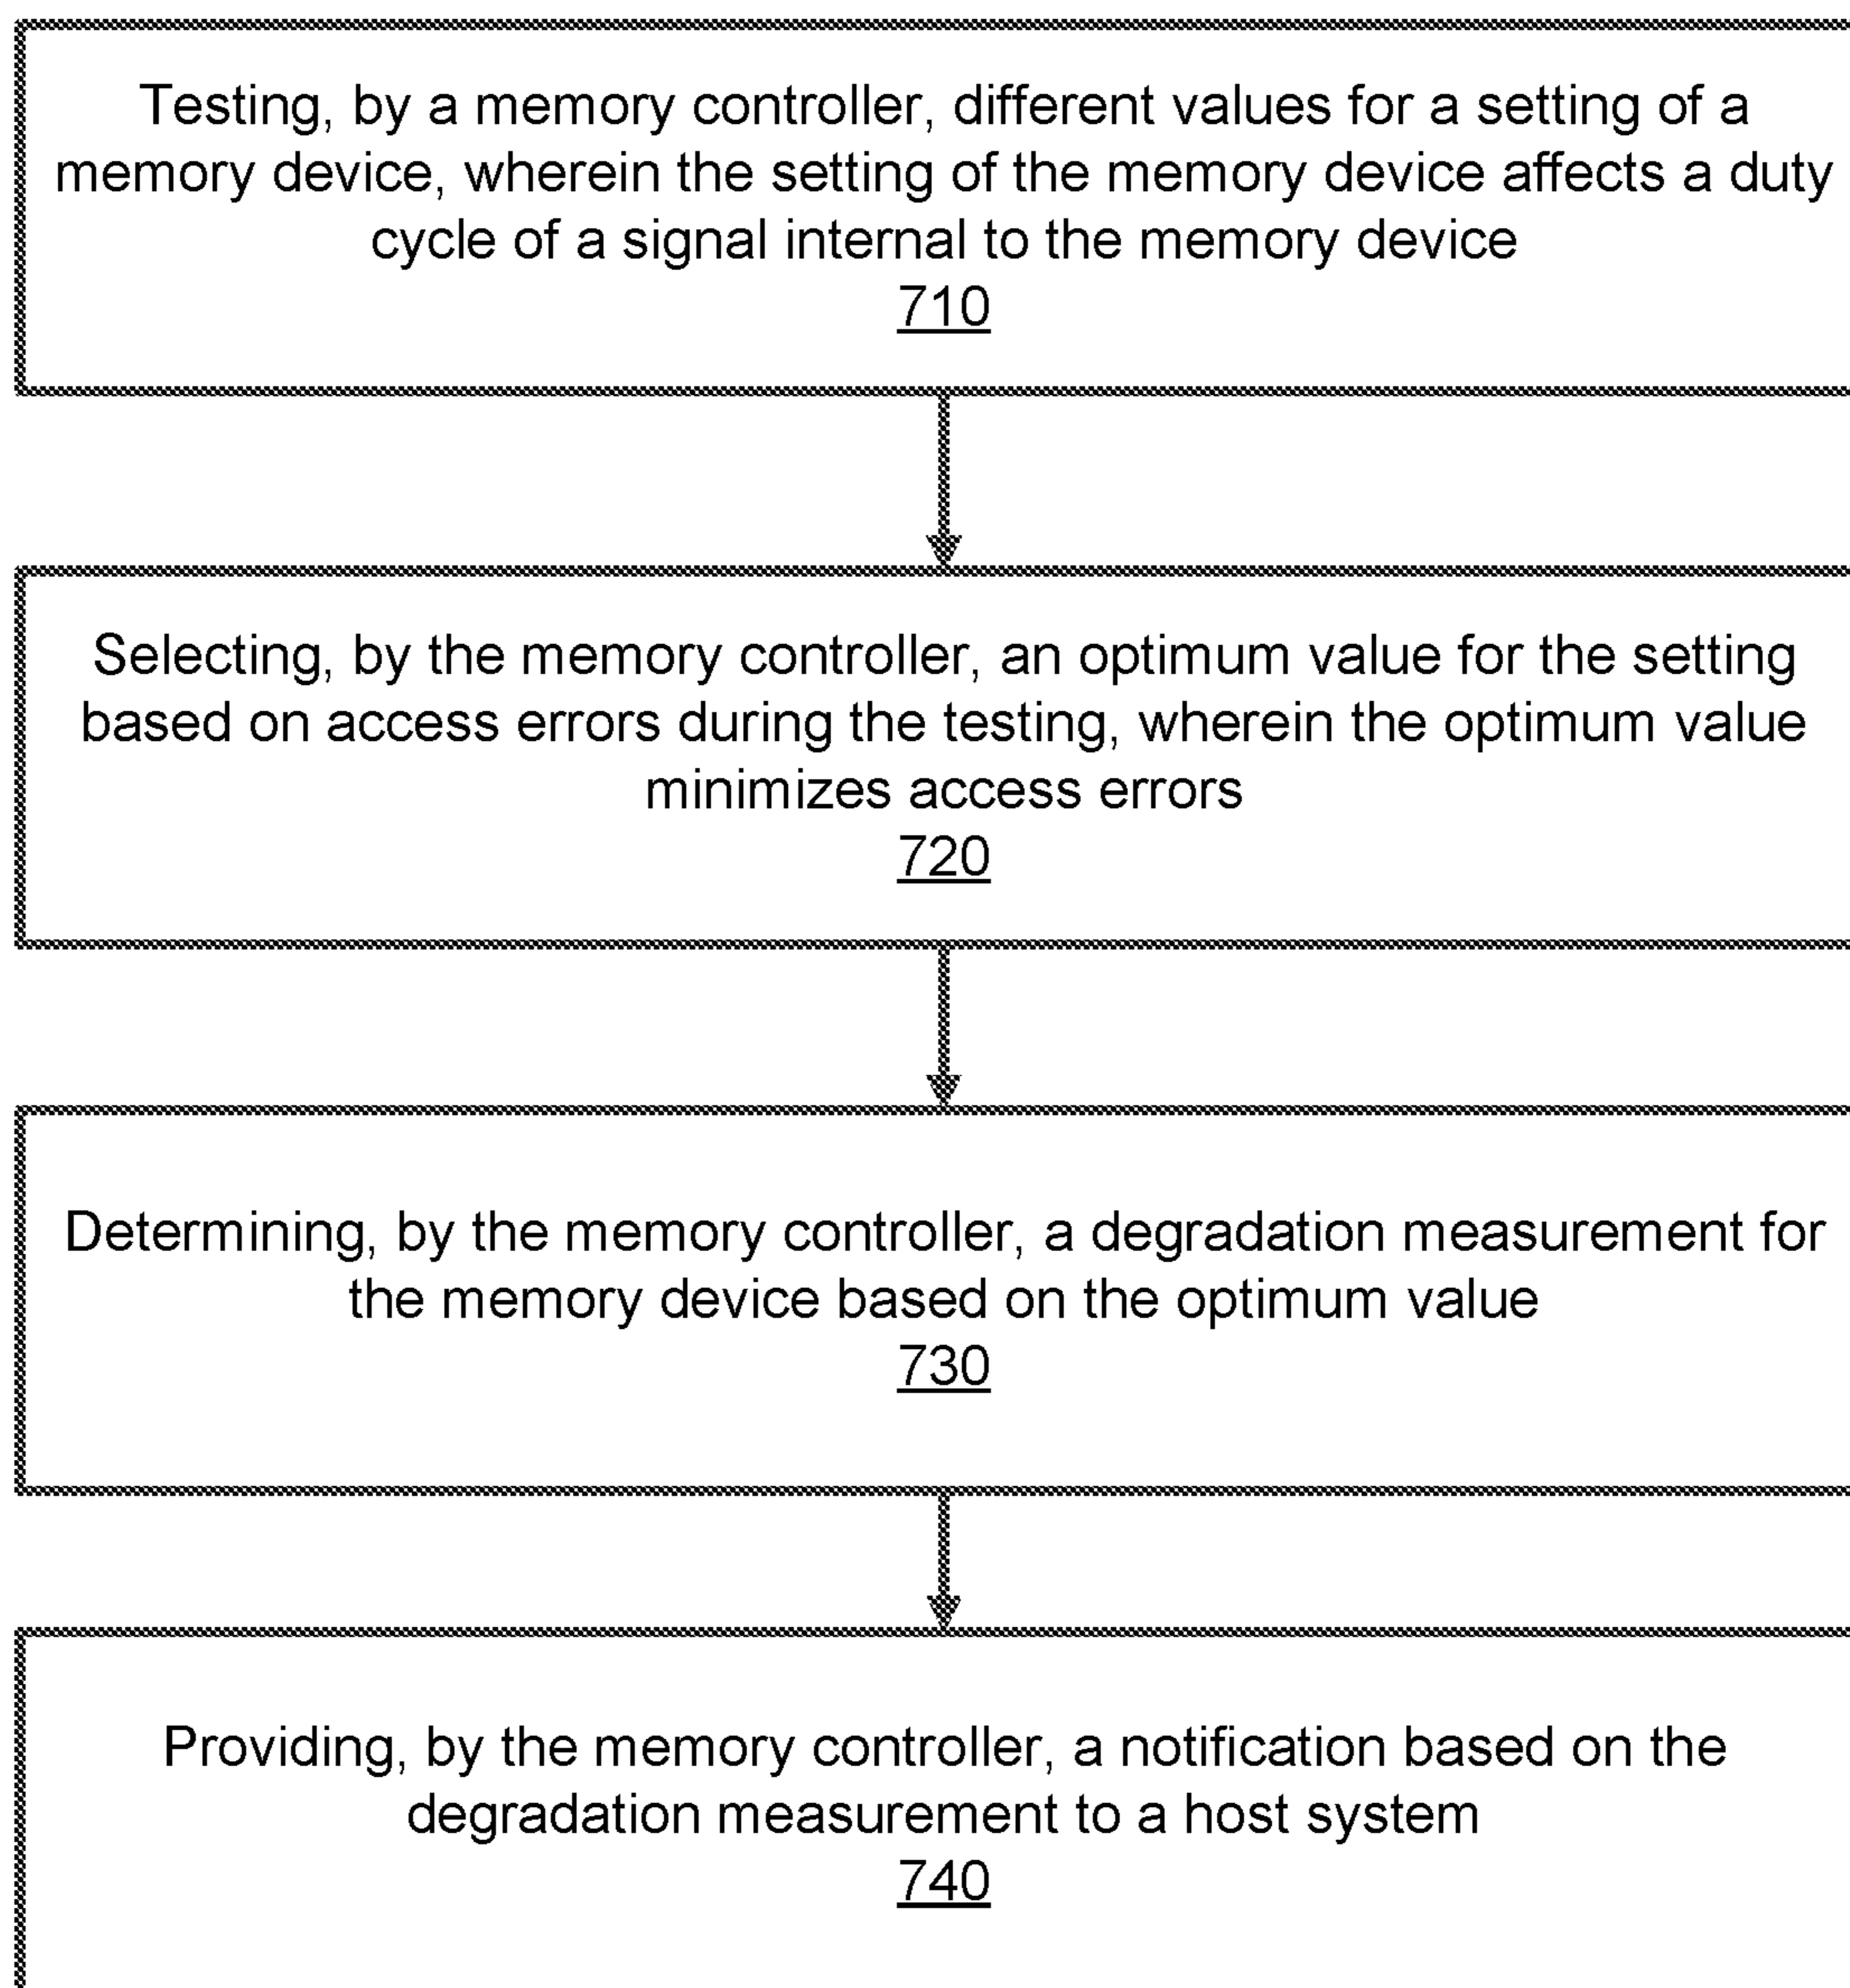 Testing, by a memory controller, different values for a setting of a
memory device, wherein the setting of the memory device affects a duty
cycle of a signal internal to the memory device
710
Selecting, by the memory controller, an optimum value for the setting
based on access errors during the testing, wherein the optimum value
minimizes access errors
720
Determining, by the memory controller, a degradation measurement for
the memory device based on the optimum value
730
Providing, by the memory controller, a notification based on the
degradation measurement to a host system
740